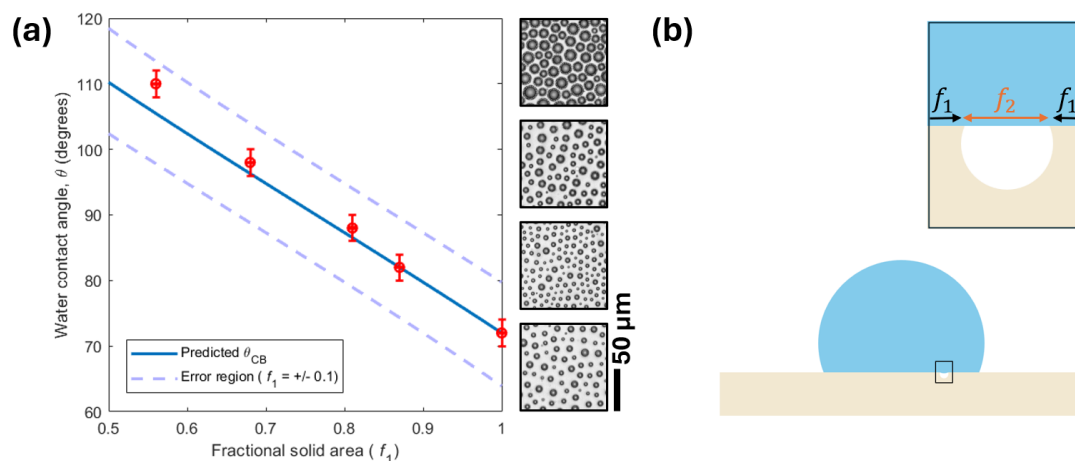 (a)
120
110
100
90
80
70
60
Water contact angle, θ (degrees)
Predicted θCB
Error region ( f1 = +/- 0.1)
0.5
0.6
0.7
0.8
0.9
1
Fractional solid area ( f1)
50 µm
(b)
f1
f2
f1